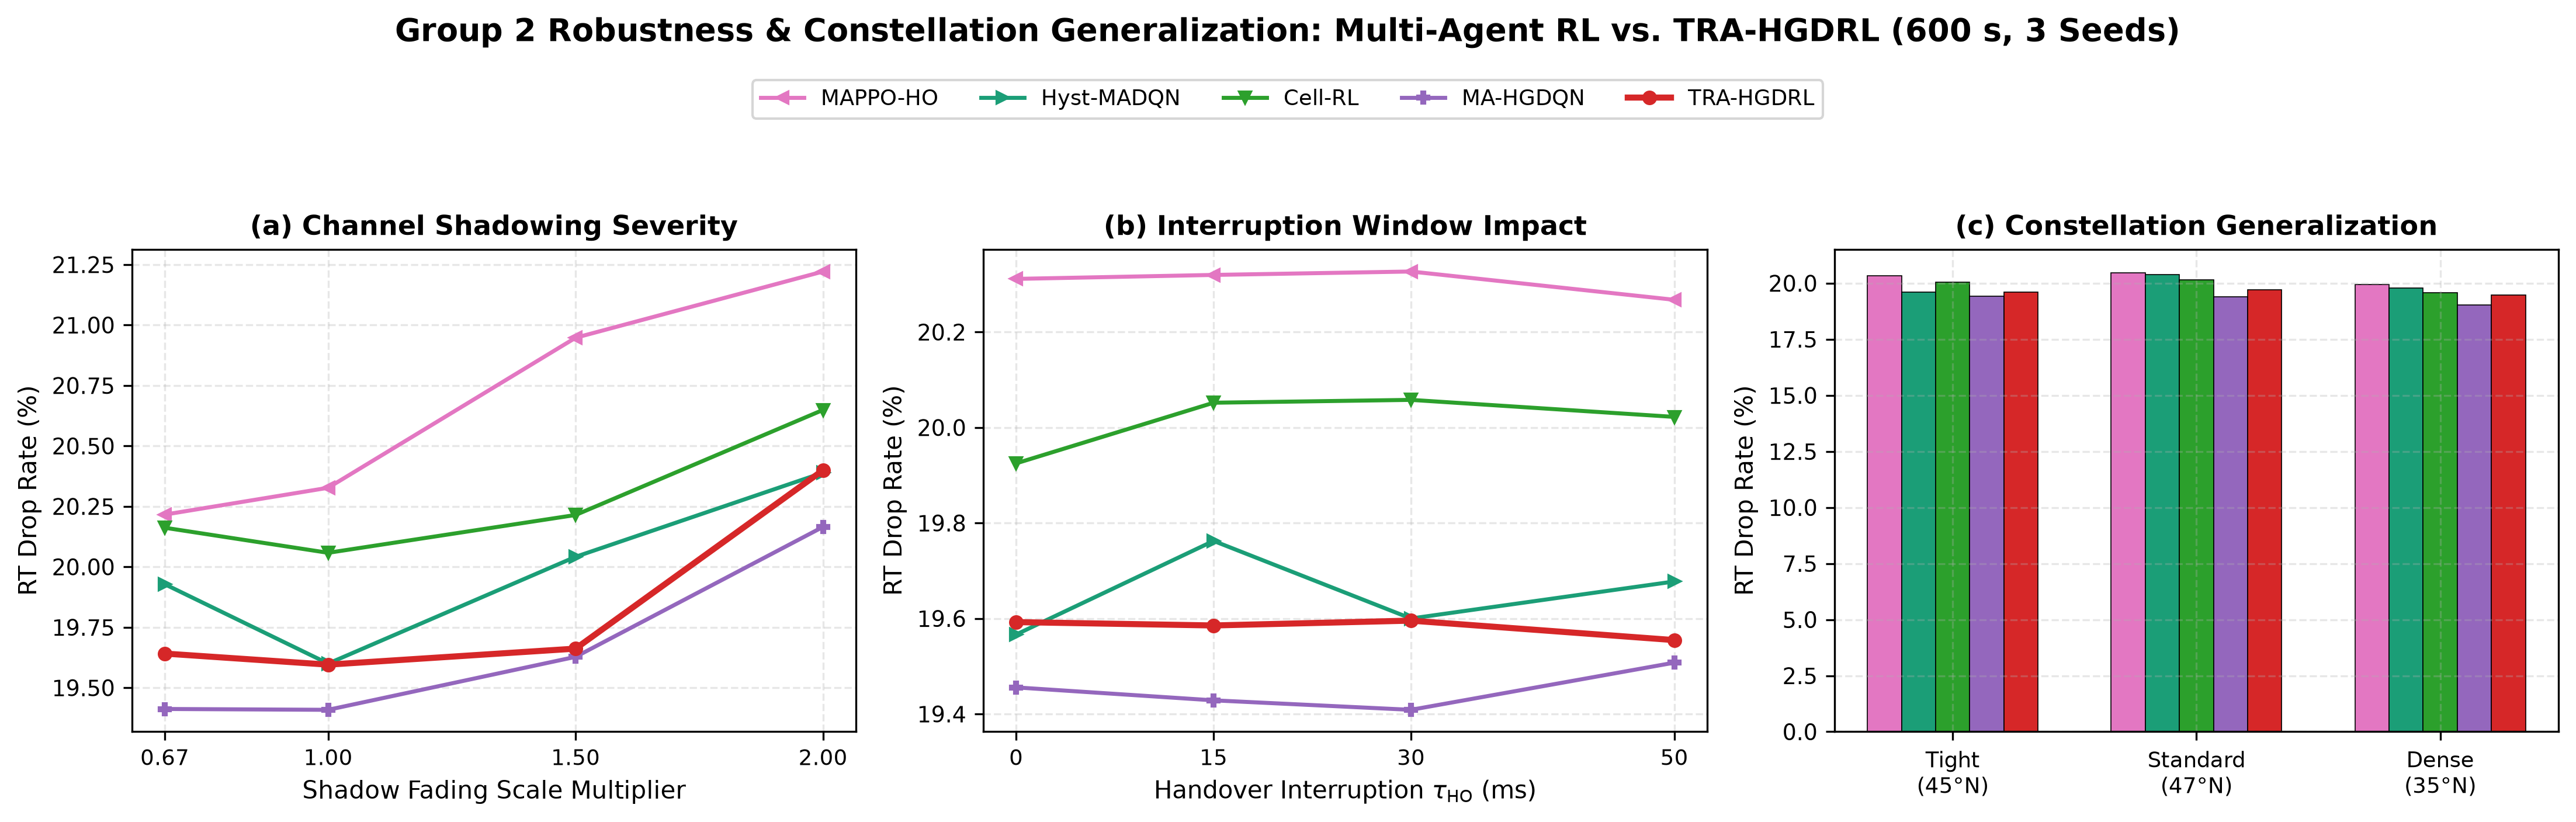 Group 2 Robustness & Constellation Generalization: Multi-Agent RL vs. TRA-HGDRL (600 s, 3 Seeds)
MAPPO-HO Hyst-MADQN Cell-RL MA-HGDQN TRA-HGDRL
(a) Channel Shadowing Severity
RT Drop Rate (%)
21.25
21.00
20.75
20.50
20.25
20.00
19.75
19.50
0.67 1.00 1.50 2.00
Shadow Fading Scale Multiplier
(b) Interruption Window Impact
RT Drop Rate (%)
20.2
20.0
19.8
19.6
19.4
0 15 30 50
Handover Interruption τHO (ms)
(c) Constellation Generalization
RT Drop Rate (%)
20.0
17.5
15.0
12.5
10.0
7.5
5.0
2.5
0.0
Tight Standard Dense
(45°N) (47°N) (35°N)